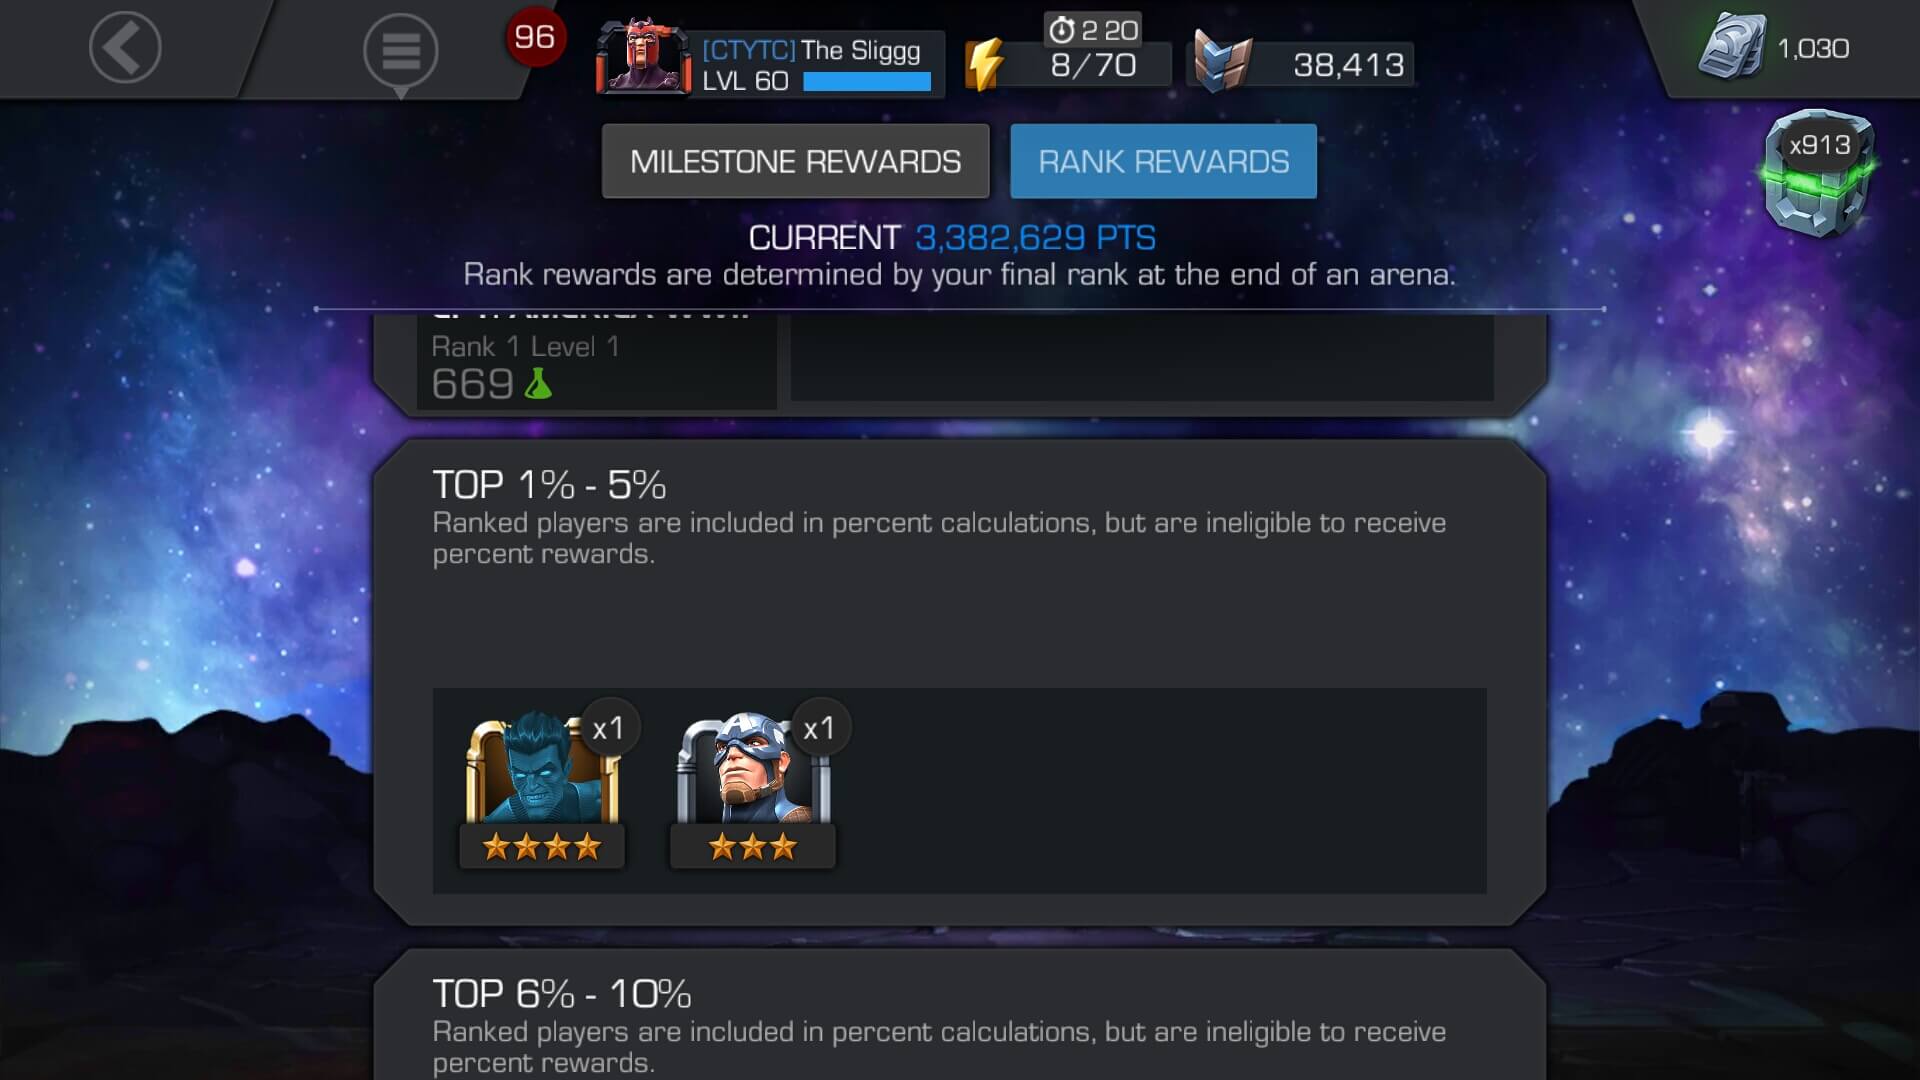 96
[CTYTC] The Sliggg
LVL 60
2 20
8/70
38,413
1,030
x913
MILESTONE REWARDS
RANK REWARDS
CURRENT 3,382,629 PTS
Rank rewards are determined by your final rank at the end of an arena.
Rank 1 Level 1
669
TOP 1% - 5%
Ranked players are included in percent calculations, but are ineligible to receive
percent rewards.
x1
x1
TOP 6% - 10%
Ranked players are included in percent calculations, but are ineligible to receive
percent rewards.